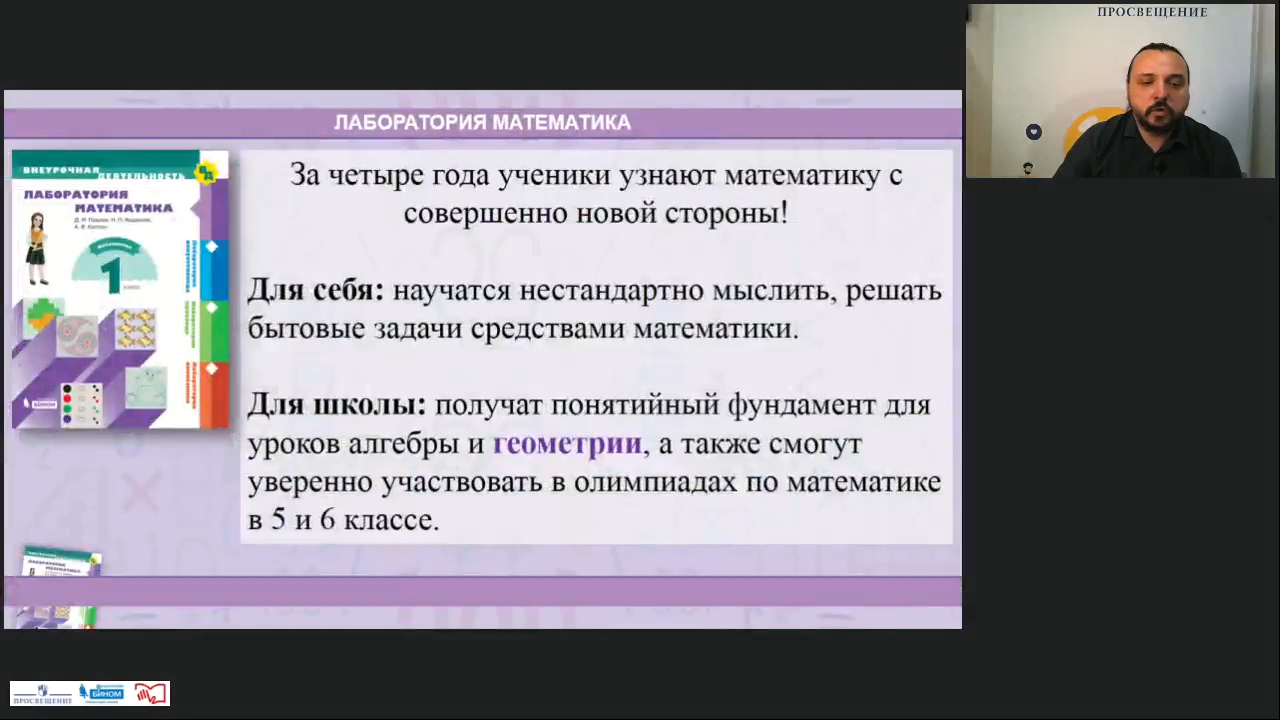 ПРОСВЕЩЕНИЕ
ЛАБОРАТОРИЯ МАТЕМАТИКА
ВНЕУРОЧНАЯ
ДЕЯТЕЛЬНОСТЬ
ЛАБОРАТОРИЯ
МАТЕМАТИКА
1
За четыре года ученики узнают математику с
совершенно новой стороны!
Для себя: научатся нестандартно мыслить, решать
бытовые задачи средствами математики.
Для школы: получат понятийный фундамент для
уроков алгебры и геометрии, а также смогут
уверенно участвовать в олимпиадах по математике
в 5 и 6 классе.
БИНОМ
ПРОСВЕЩЕНИЕ
БИНОМ